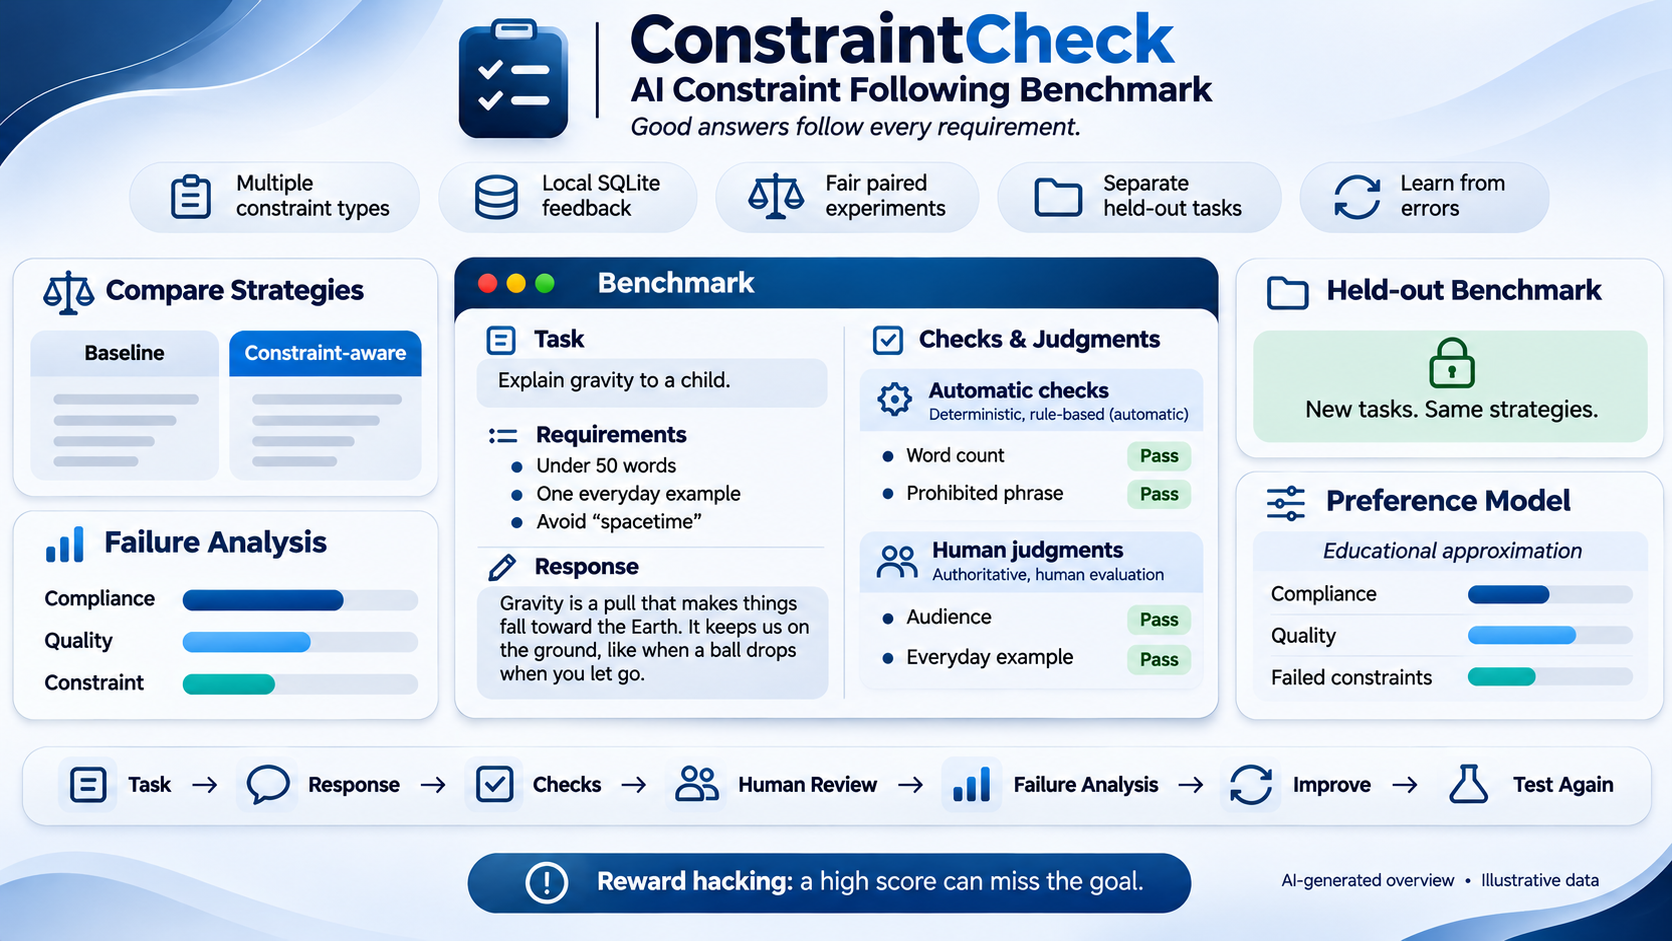 ConstraintCheck
AI Constraint Following Benchmark
Good answers follow every requirement.
Multiple
constraint types
Local SQLite
feedback
Fair paired
experiments
Separate
held-out tasks
Learn from
errors
Compare Strategies
Baseline
Constraint-aware
Failure Analysis
Compliance
Quality
Constraint
Benchmark
Task
Explain gravity to a child.
Requirements
• Under 50 words
• One everyday example
• Avoid “spacetime”
Response
Gravity is a pull that makes things
fall toward the Earth. It keeps us on
the ground, like when a ball drops
when you let go.
Checks & Judgments
Automatic checks
Deterministic, rule-based (automatic)
• Word count Pass
• Prohibited phrase Pass
Human judgments
Authoritative, human evaluation
• Audience Pass
• Everyday example Pass
Held-out Benchmark
New tasks. Same strategies.
Preference Model
Educational approximation
Compliance
Quality
Failed constraints
Task → Response → Checks → Human Review → Failure Analysis → Improve → Test Again
Reward hacking: a high score can miss the goal.
AI-generated overview • Illustrative data